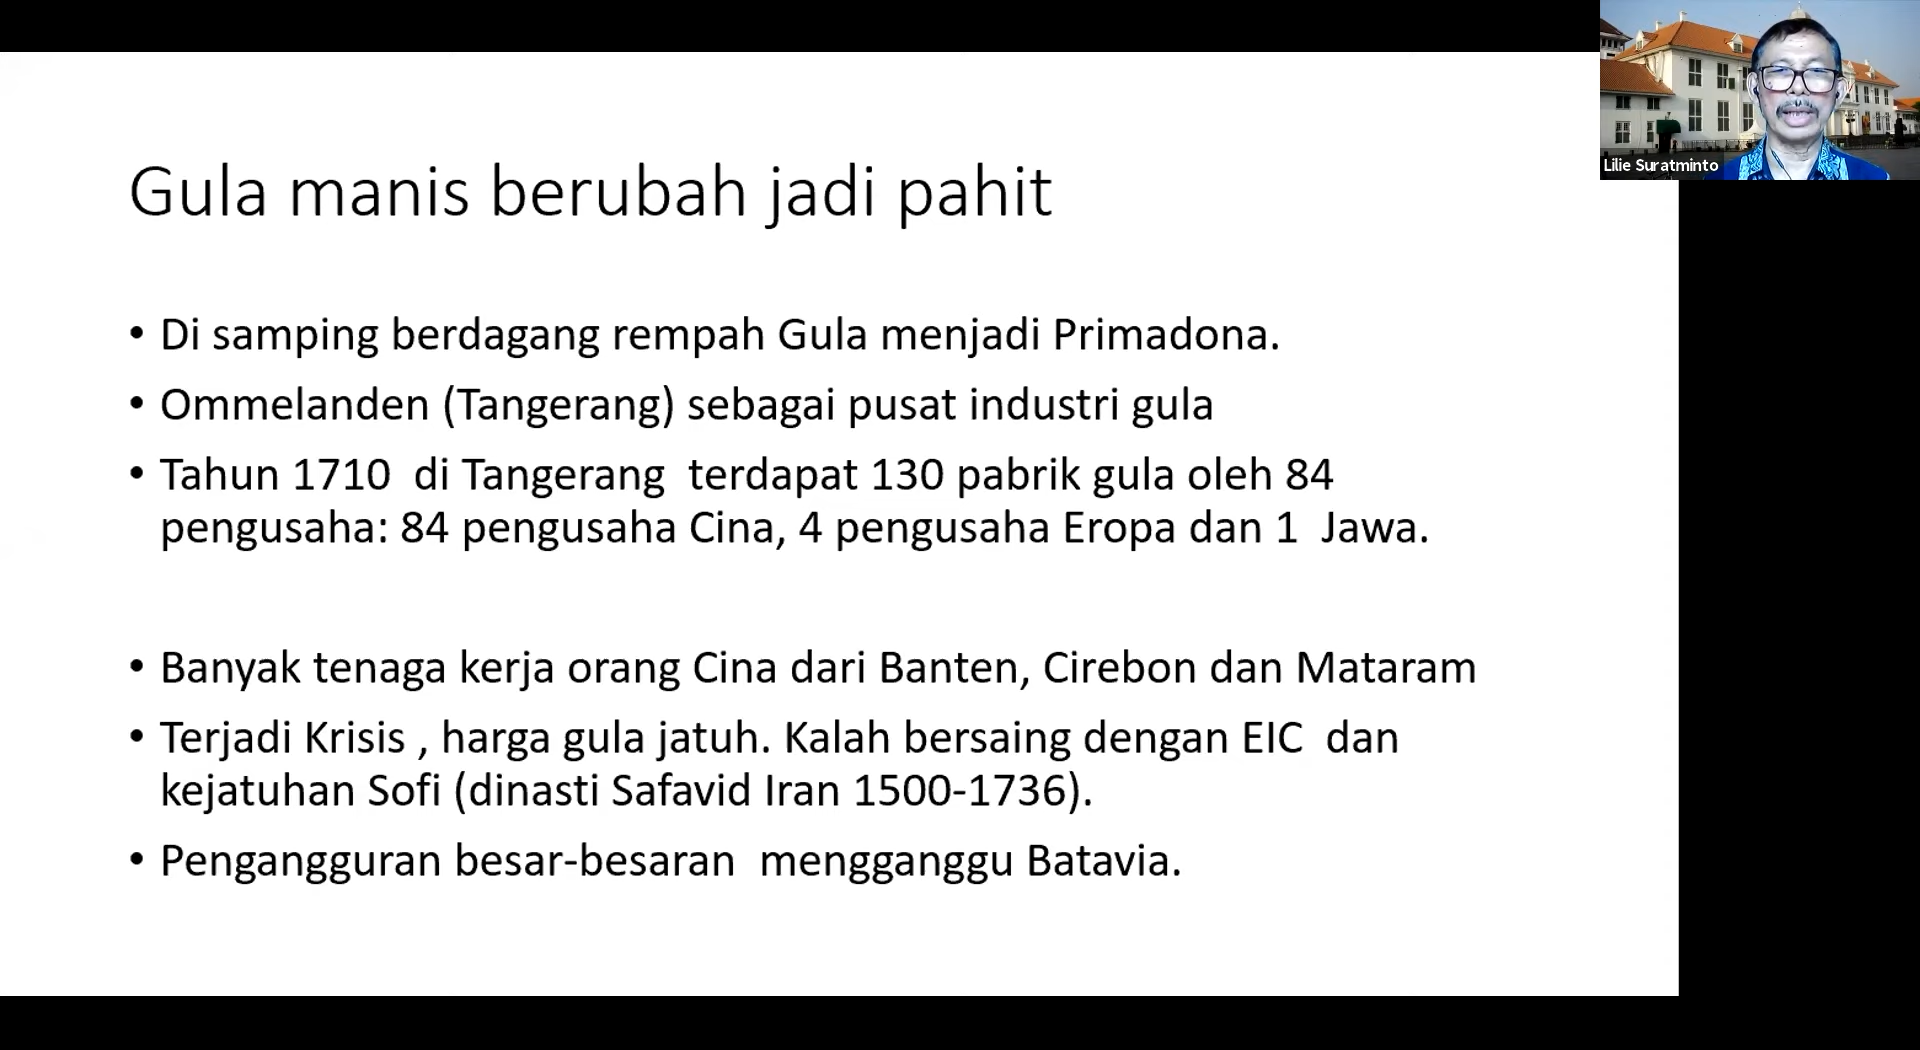 Lilie Suratminto
Gula manis berubah jadi pahit
• Di samping berdagang rempah Gula menjadi Primadona.
• Ommelanden (Tangerang) sebagai pusat industri gula
• Tahun 1710  di Tangerang  terdapat 130 pabrik gula oleh 84
pengusaha: 84 pengusaha Cina, 4 pengusaha Eropa dan 1  Jawa.
• Banyak tenaga kerja orang Cina dari Banten, Cirebon dan Mataram
• Terjadi Krisis , harga gula jatuh. Kalah bersaing dengan EIC  dan
kejatuhan Sofi (dinasti Safavid Iran 1500-1736).
• Pengangguran besar-besaran  mengganggu Batavia.